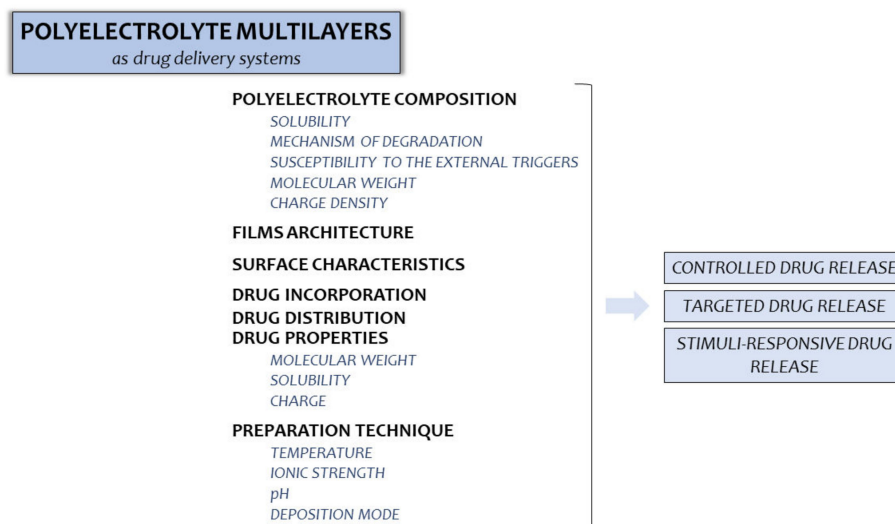 POLYELECTROLYTE MULTILAYERS
as drug delivery systems
POLYELECTROLYTE COMPOSITION
SOLUBILITY
MECHANISM OF DEGRADATION
SUSCEPTIBILITY TO THE EXTERNAL TRIGGERS
MOLECULAR WEIGHT
CHARGE DENSITY
FILMS ARCHITECTURE
SURFACE CHARACTERISTICS
DRUG INCORPORATION
DRUG DISTRIBUTION
DRUG PROPERTIES
MOLECULAR WEIGHT
SOLUBILITY
CHARGE
PREPARATION TECHNIQUE
TEMPERATURE
IONIC STRENGTH
pH
DEPOSITION MODE
CONTROLLED DRUG RELEASE
TARGETED DRUG RELEASE
STIMULI-RESPONSIVE DRUG
RELEASE